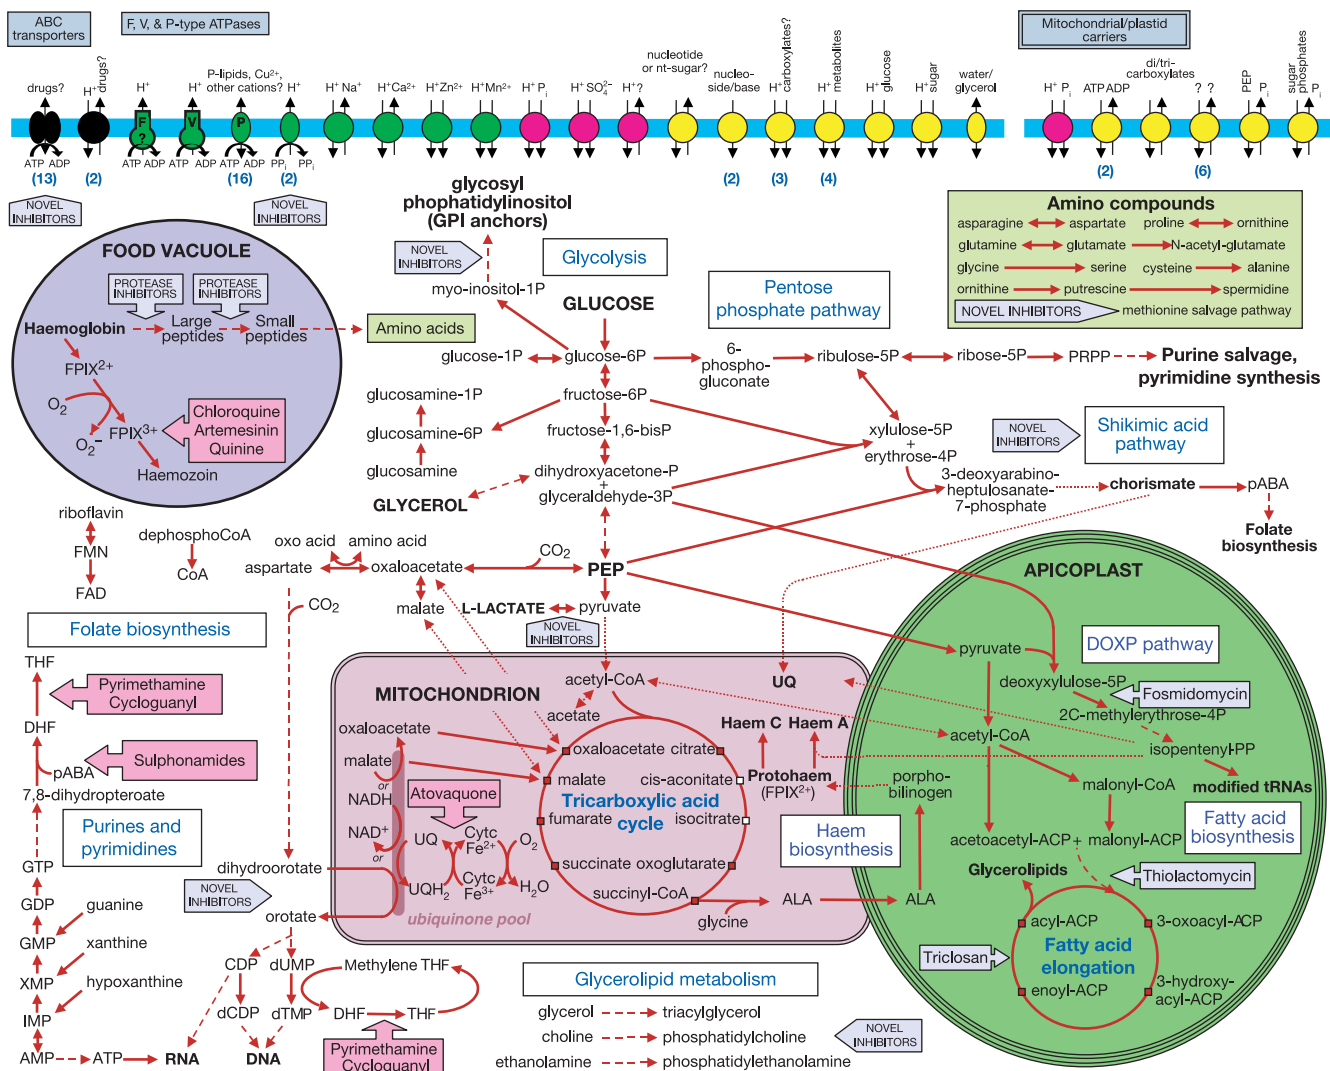 ABC
transporters
F, V, & P-type ATPases
Mitochondrial/plastid
carriers
drugs?
H+
drugs?
H+
H+
P-lipids, Cu2+,
other cations?
H+
H+ Na+
H+ Ca2+
H+ Zn2+
H+ Mn2+
H+ Pi
H+ SO42-
H+ ?
nucleotide
or nt-sugar?
nucleo-
side/base
H+
carboxylates?
H+
metabolites
H+
glucose
H+
sugar
water/
glycerol
H+ Pi
ATP ADP
di/tri-
carboxylates
? ?
PEP
Pi
sugar
phosphates
Pi
F
?
V
P
ATP ADP
ATP ADP
ATP ADP
ATP ADP
PPi PPi
(13)
(2)
(16)
(2)
(2)
(3)
(4)
(2)
(6)
NOVEL
INHIBITORS
NOVEL
INHIBITORS
glycosyl
phophatidylinositol
(GPI anchors)
NOVEL
INHIBITORS
myo-inositol-1P
Glycolysis
GLUCOSE
Pentose
phosphate pathway
Amino compounds
asparagine aspartate proline ornithine
glutamine glutamate N-acetyl-glutamate
glycine serine cysteine alanine
ornithine putrescine spermidine
NOVEL INHIBITORS methionine salvage pathway
FOOD VACUOLE
PROTEASE
INHIBITORS
PROTEASE
INHIBITORS
Haemoglobin
Large
peptides
Small
peptides
Amino acids
FPIX2+
O2
O2–
FPIX3+
Chloroquine
Artemesinin
Quinine
Haemozoin
glucose-1P
glucose-6P
6-
phospho-
gluconate
ribulose-5P
ribose-5P
PRPP
Purine salvage,
pyrimidine synthesis
glucosamine-1P
fructose-6P
glucosamine-6P
fructose-1,6-bisP
glucosamine
dihydroxyacetone-P
+
glyceraldehyde-3P
GLYCEROL
xylulose-5P
+
erythrose-4P
NOVEL
INHIBITORS
Shikimic acid
pathway
3-deoxyarabino-
heptulosanate-
7-phosphate
chorismate
pABA
Folate
biosynthesis
riboflavin
FMN
FAD
dephosphoCoA
CoA
oxo acid
amino acid
aspartate
oxaloacetate
CO2
PEP
CO2
malate
L-LACTATE
pyruvate
NOVEL
INHIBITORS
Folate biosynthesis
THF
Pyrimethamine
Cycloguanyl
DHF
pABA
Sulphonamides
7,8-dihydropteroate
Purines and
pyrimidines
GTP
GDP
GMP
XMP
IMP
AMP
guanine
xanthine
hypoxanthine
ATP
RNA
DNA
dihydroorotate
NOVEL
INHIBITORS
orotate
CDP
dUMP
dCDP
dTMP
Methylene THF
DHF
THF
Pyrimethamine
Cycloguanyl
MITOCHONDRION
acetyl-CoA
acetate
UQ
oxaloacetate
malate
or
NADH
NAD+
or
Atovaquone
UQ
UQH2
Cytc
Fe2+
Cytc
Fe3+
O2
H2O
ubiquinone pool
oxaloacetate
citrate
malate
cis-aconitate
Tricarboxylic acid
cycle
fumarate
isocitrate
succinate
oxoglutarate
succinyl-CoA
glycine
ALA
Haem C
Haem A
Protohaem
(FPIX2+)
Haem
biosynthesis
porpho-
bilinogen
ALA
APICOPLAST
pyruvate
DOXP pathway
deoxyxylulose-5P
Fosmidomycin
2C-methylerythrose-4P
acetyl-CoA
isopentenyl-PP
modified tRNAs
malonyl-CoA
acetoacetyl-ACP
+
malonyl-ACP
Fatty acid
biosynthesis
Glycerolipids
Thiolactomycin
acyl-ACP
3-oxoacyl-ACP
Triclosan
Fatty acid
elongation
enoyl-ACP
3-hydroxy-
acyl-ACP
Glycerolipid metabolism
glycerol triacylglycerol
choline phosphatidylcholine
ethanolamine phosphatidylethanolamine
NOVEL
INHIBITORS